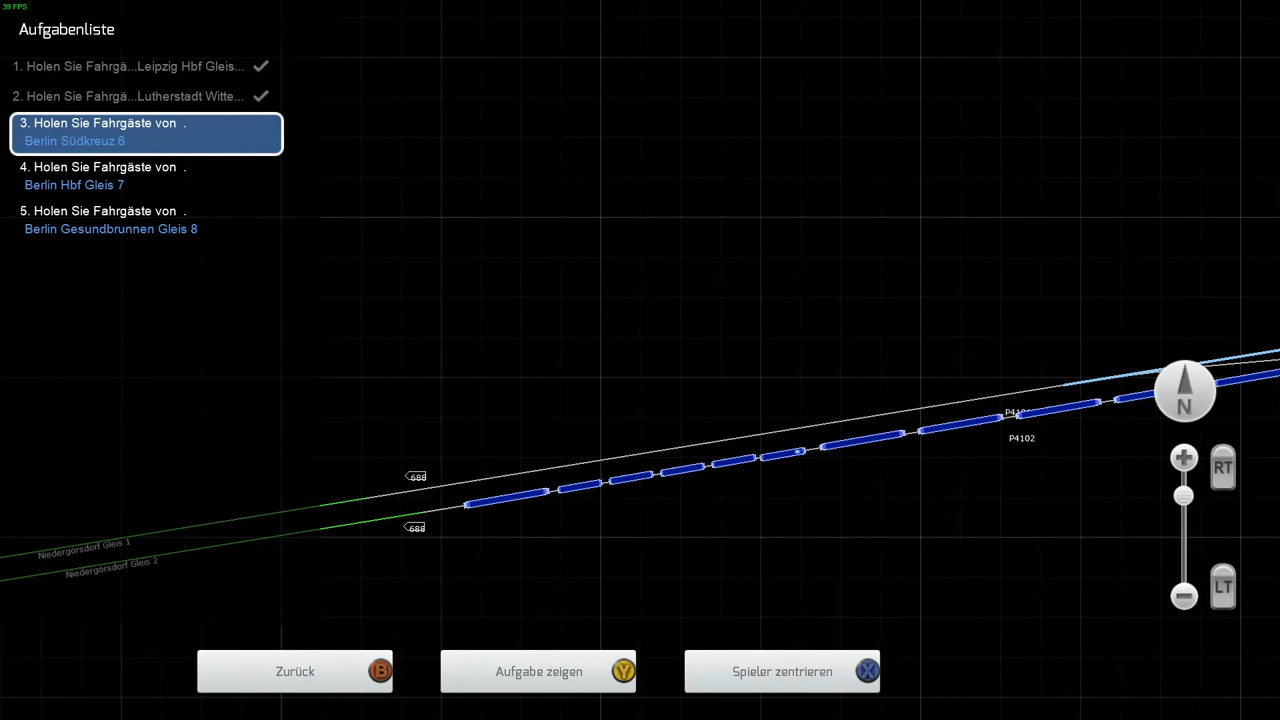 39 FPS
Aufgabenliste
1. Holen Sie Fahrgä...Leipzig Hbf Gleis...
2. Holen Sie Fahrgä...Lutherstadt Witte...
3. Holen Sie Fahrgäste von .
Berlin Südkreuz 6
4. Holen Sie Fahrgäste von .
Berlin Hbf Gleis 7
5. Holen Sie Fahrgäste von .
Berlin Gesundbrunnen Gleis 8
N
P4102
RT
688
688
Niedergörsdorf Gleis 1
Niedergörsdorf Gleis 2
LT
Zurück B
Aufgabe zeigen Y
Spieler zentrieren X